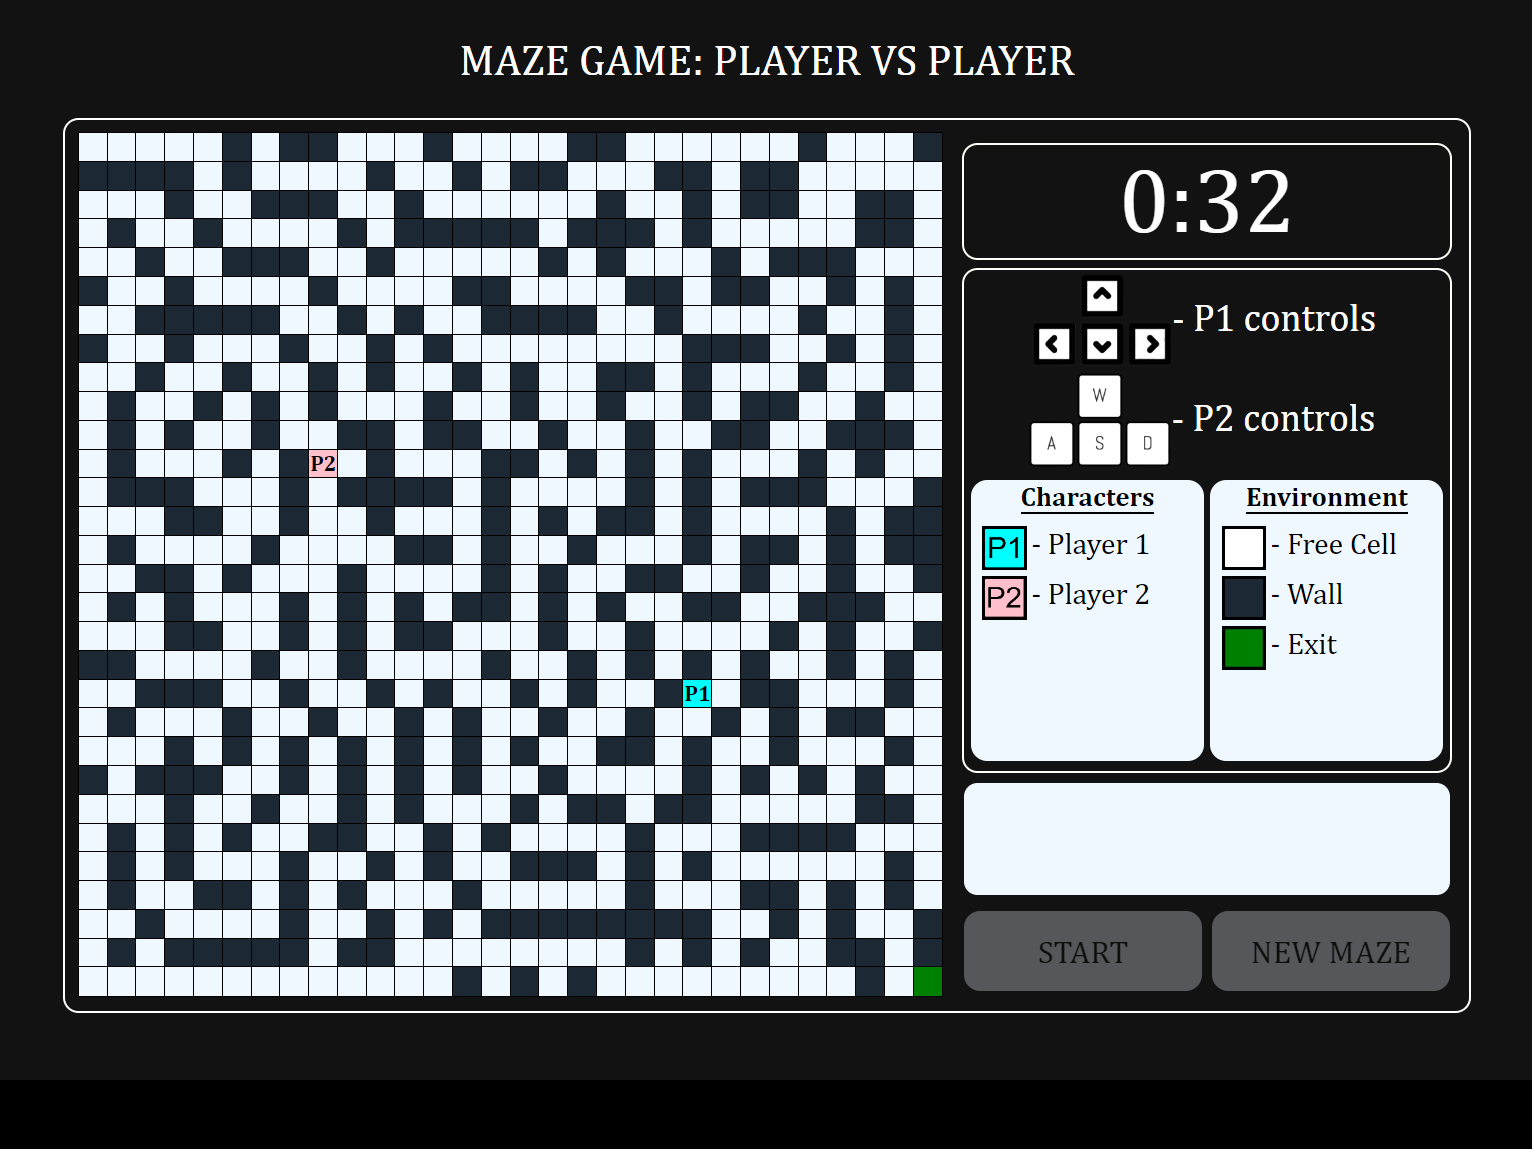 MAZE GAME: PLAYER VS PLAYER
0:32
- P1 controls
W
- P2 controls
A S D
P2
P1
Characters
P1 - Player 1
P2 - Player 2
Environment
- Free Cell
- Wall
- Exit
START
NEW MAZE